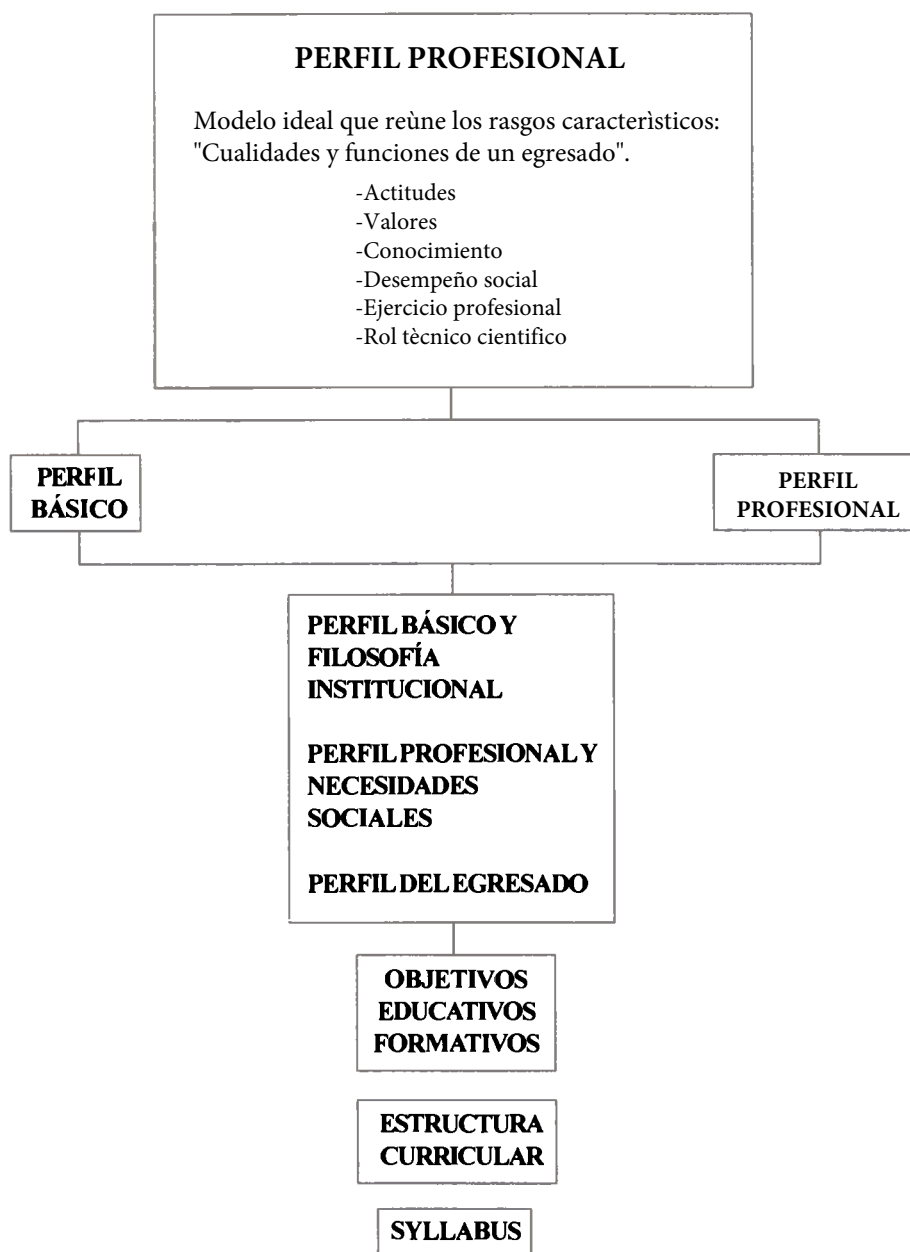 PERFIL PROFESIONAL
Modelo ideal que reùne los rasgos caracterìsticos:
"Cualidades y funciones de un egresado".
-Actitudes
-Valores
-Conocimiento
-Desempeño social
-Ejercicio profesional
-Rol tècnico cientifico
PERFIL
BÁSICO
PERFIL
PROFESIONAL
PERFIL BÁSICO Y
FILOSOFÍA
INSTITUCIONAL
PERFIL PROFESIONAL Y
NECESIDADES
SOCIALES
PERFIL DEL EGRESADO
OBJETIVOS
EDUCATIVOS
FORMATIVOS
ESTRUCTURA
CURRICULAR
SYLLABUS